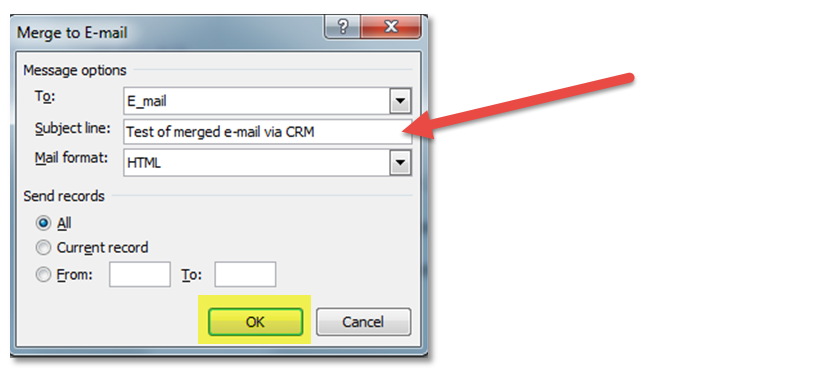 Merge to E-mail
?
Message options
To:
E_mail
Subject line:
Test of merged e-mail via CRM
Mail format:
HTML
Send records
All
Current record
From: To:
OK Cancel